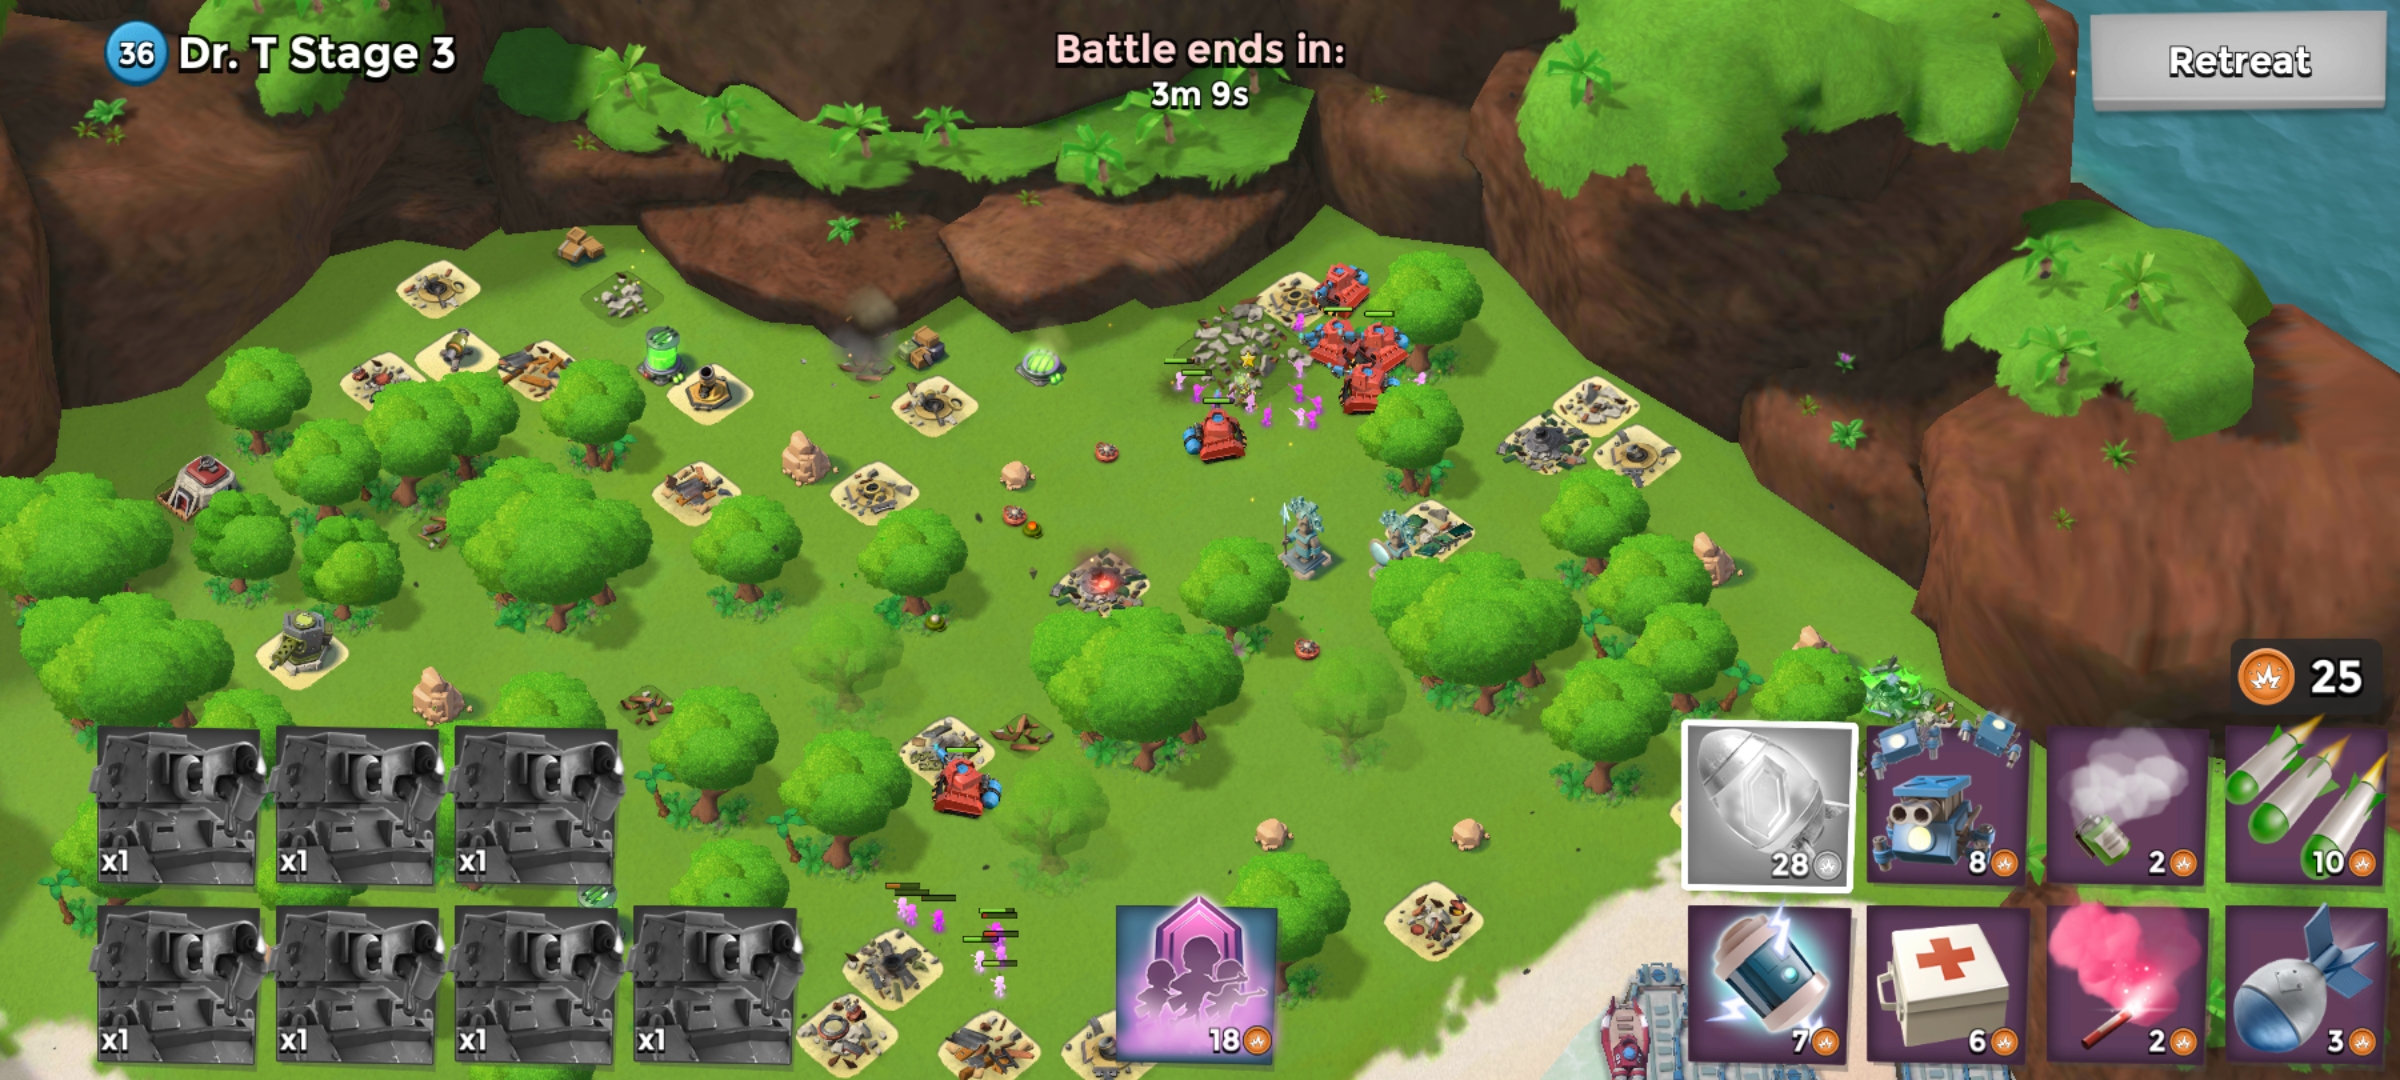 36 Dr. T Stage 3
Battle ends in:
3m 9s
Retreat
25
x1 x1 x1
28 8 2 10
x1 x1 x1 x1
18
7 6 2 3